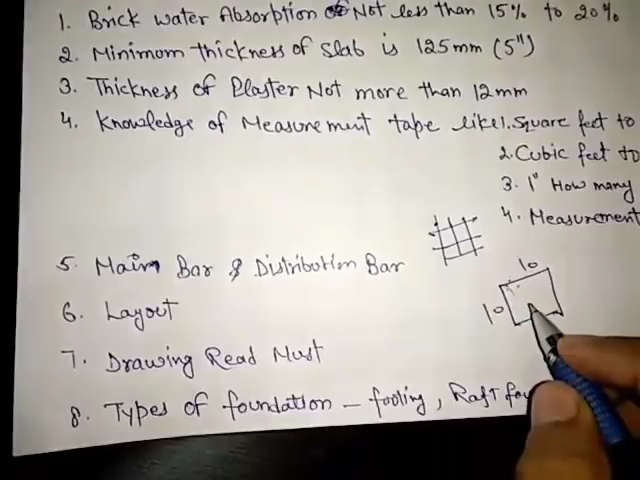 1. Brick Water Absorption Not less than 15% to 20%
2. Minimum thickness of Slab is 125mm (5")
3. Thickness of Plaster Not more than 12mm
4. Knowledge of Measurement tape like 1. Square feet to
2. Cubic feet to
3. 1" How many
4. Measurement
5. Main Bar & Distribution Bar
10
10
6. Layout
7. Drawing Read Must
8. Types of foundation - footing, Raft